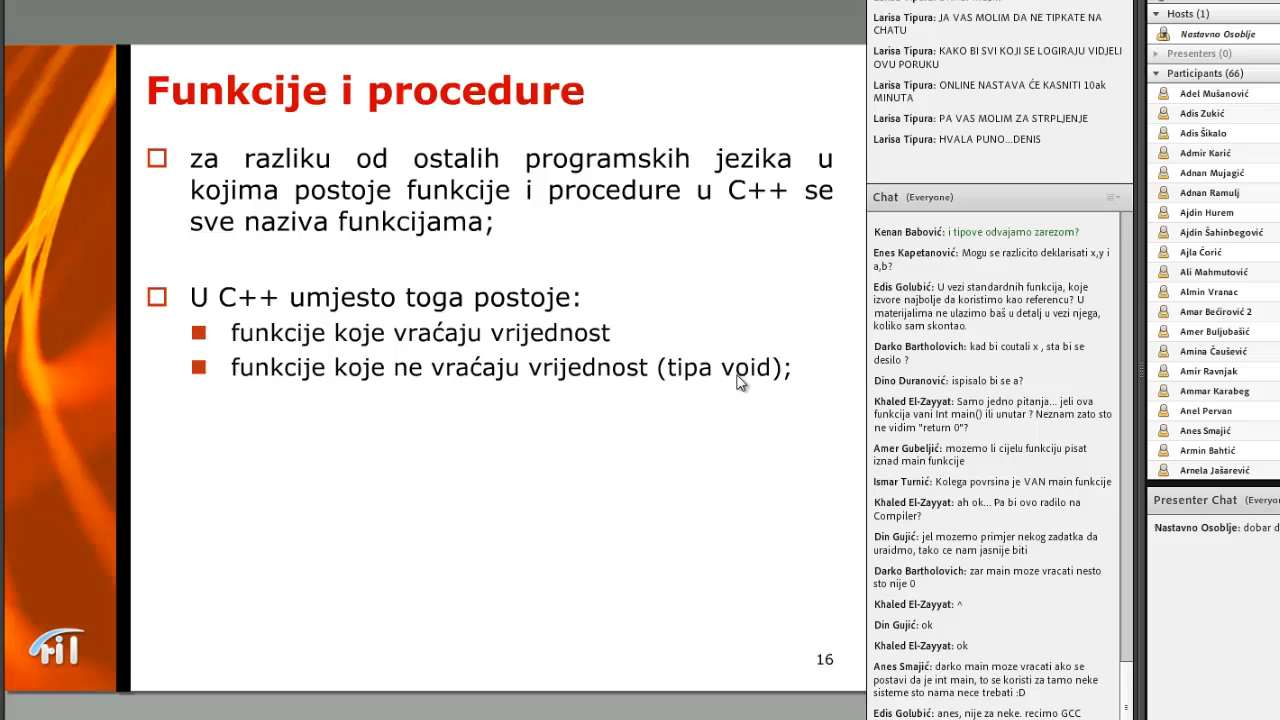 Funkcije i procedure
za razliku od ostalih programskih jezika u
kojima postoje funkcije i procedure u C++ se
sve naziva funkcijama;
U C++ umjesto toga postoje:
funkcije koje vraćaju vrijednost
funkcije koje ne vraćaju vrijednost (tipa void);
16
Larisa Tipura: JA VAS MOLIM DA NE TIPKATE NA
CHATU
Larisa Tipura: KAKO BI SVI KOJI SE LOGIRAJU VIDJELI
OVU PORUKU
Larisa Tipura: ONLINE NASTAVA ĆE KASNITI 10ak
MINUTA
Larisa Tipura: PA VAS MOLIM ZA STRPLJENJE
Larisa Tipura: HVALA PUNO...DENIS
Chat (Everyone)
Kenan Babović: i tipove odvajamo zarezom?
Enes Kapetanović: Mogu se razlicito deklarisati x,y i
a,b?
Edis Golubić: U vezi standardnih funkcija, koje
izvore najbolje da koristimo kao referencu? U
materijalima ne ulazimo baš u detalj u vezi njega,
koliko sam skontao.
Darko Bartholovich: kad bi coutali x , sta bi se
desilo ?
Dino Duranović: ispisalo bi se a?
Khaled El-Zayyat: Samo jedno pitanja... jeli ova
funkcija vani Int main() ili unutar ? Neznam zato sto
ne vidim "return 0"?
Amer Gubeljić: mozemo li cijelu funkciju pisat
iznad main funkcije
Ismar Turnić: Kolega povrsina je VAN main funkcije
Khaled El-Zayyat: ah ok... Pa bi ovo radilo na
Compiler?
Din Gujić: jel mozemo primjer nekog zadatka da
uraidmo, tako ce nam jasnije biti
Darko Bartholovich: zar main moze vracati nesto
sto nije 0
Khaled El-Zayyat: ^
Din Gujić: ok
Khaled El-Zayyat: ok
Anes Smajić: darko main moze vracati ako se
postavi da je int main, to se koristi za tamo neke
sisteme sto nama nece trebati :D
Edis Golubić: anes, nije za neke. recimo GCC
Hosts (1)
Nastavno Osoblje
Presenters (0)
Participants (66)
Adel Mušanović
Adis Zukić
Adis Šikalo
Admir Karić
Adnan Mujagić
Adnan Ramulj
Ajdin Hurem
Ajdin Šahinbegović
Ajla Ćorić
Ali Mahmutović
Almin Vranac
Amar Bećirović 2
Amer Buljubašić
Amina Čaušević
Amir Ravnjak
Ammar Karabeg
Anel Pervan
Anes Smajić
Armin Bahtić
Arnela Jašarević
Presenter Chat (Everyon
Nastavno Osoblje: dobar d